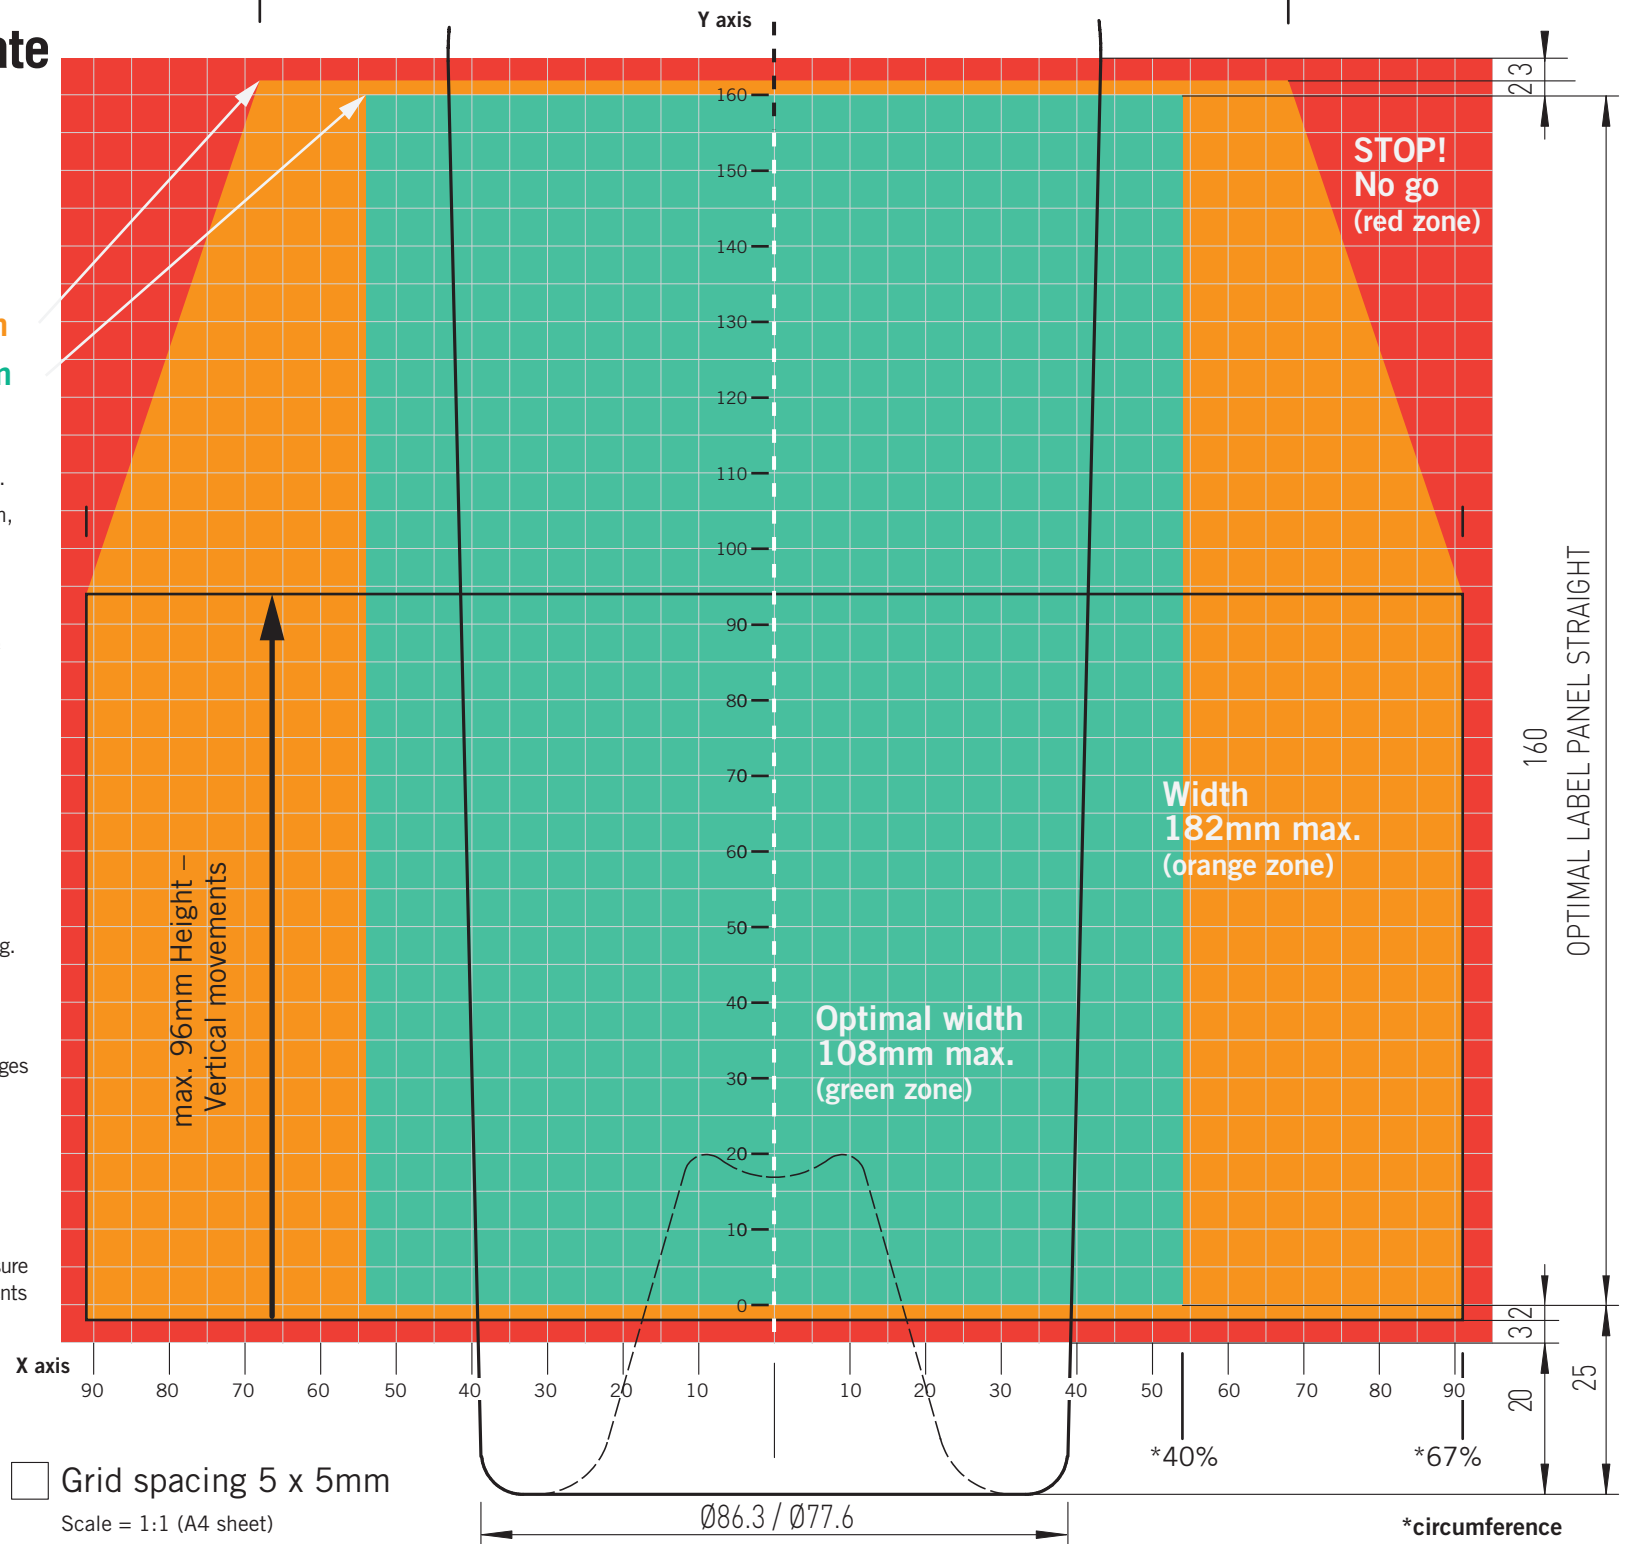 Y axis
3
2
160
150
140
130
120
110
100
90
80
70
60
50
40
30
20
10
0
STOP!
No go
(red zone)
Width
182mm max.
(orange zone)
Optimal width
108mm max.
(green zone)
max. 96mm Height –
Vertical movements
160
OPTIMAL LABEL PANEL STRAIGHT
2
3
20
25
g.
X axis
90 80 70 60 50 40 30 20 10 10 20 30 40 50 60 70 80 90
*40% *67%
Grid spacing 5 x 5mm
Scale = 1:1 (A4 sheet)
Ø86.3 / Ø77.6
*circumference